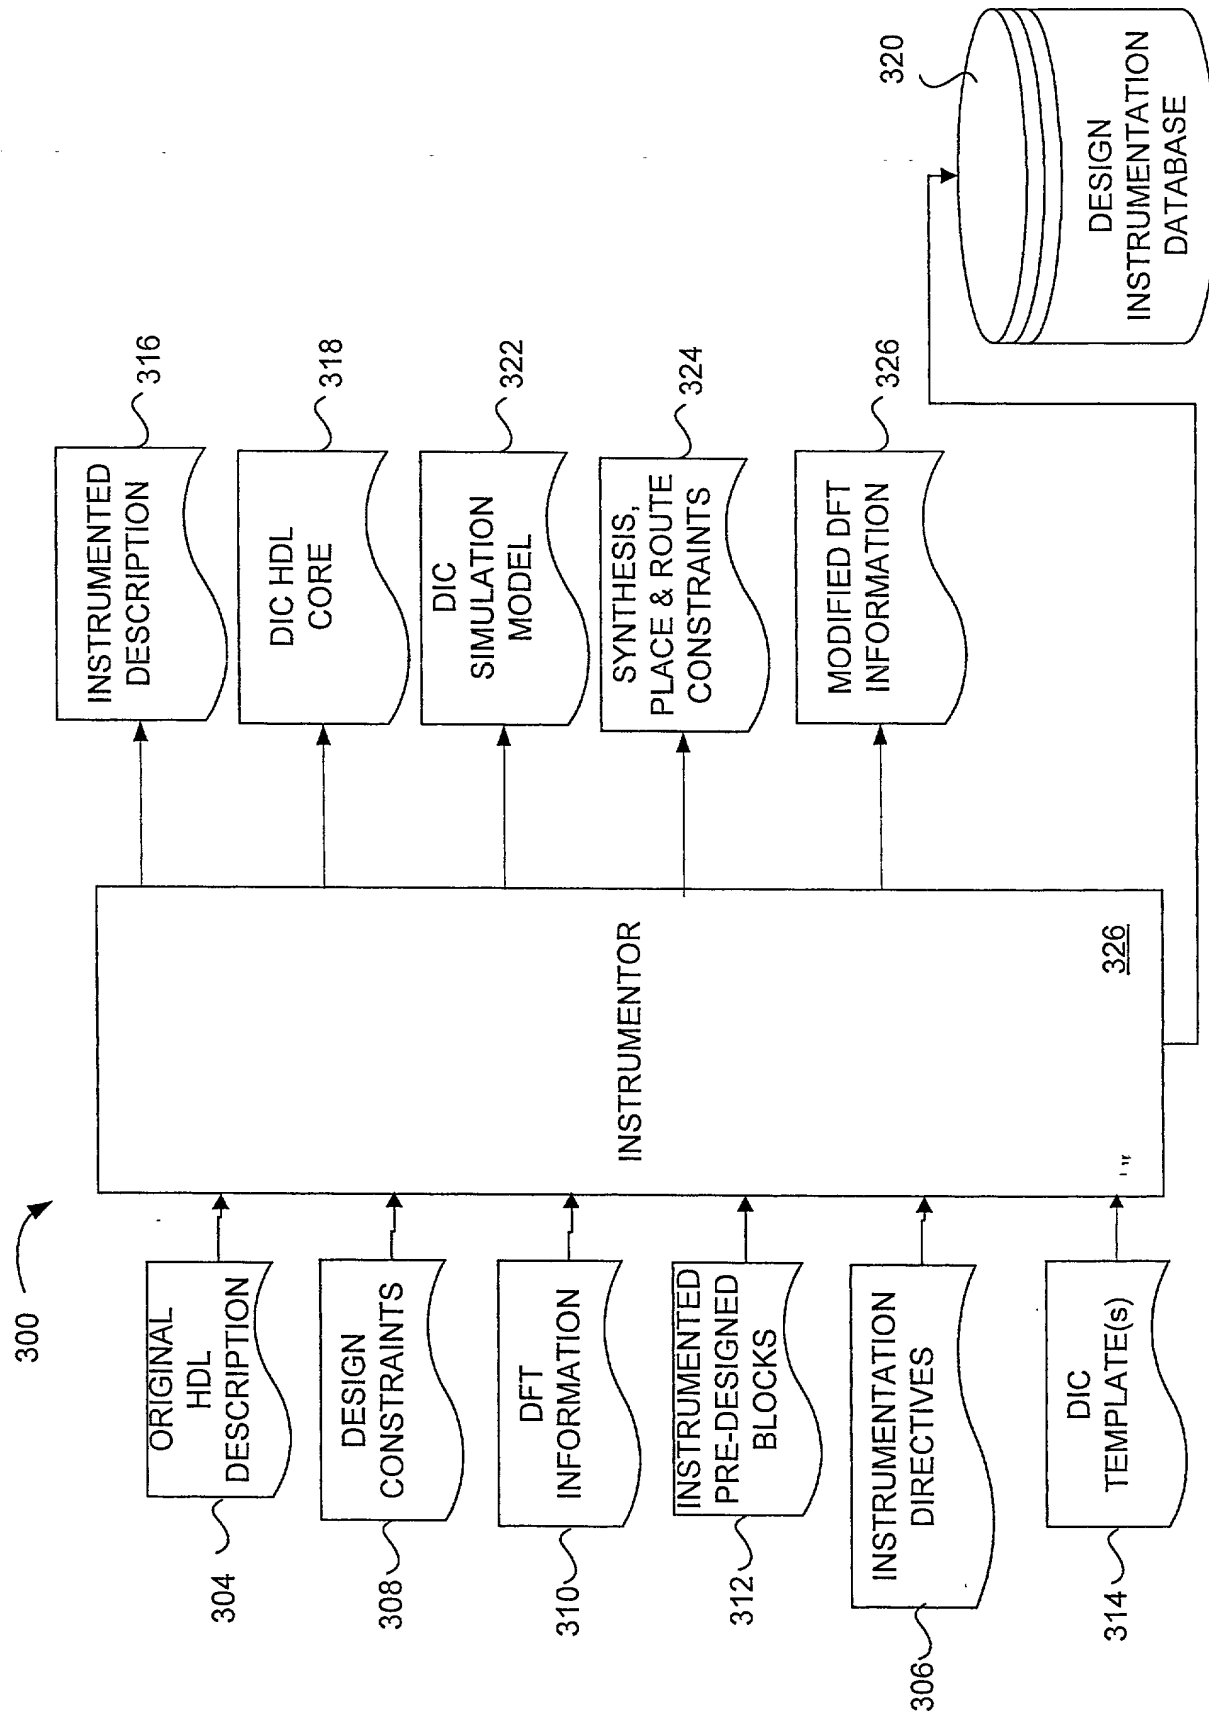 300
ORIGINAL
HDL
DESCRIPTION
304
DESIGN
CONSTRAINTS
308
DFT
INFORMATION
310
INSTRUMENTED
PRE-DESIGNED
BLOCKS
312
INSTRUMENTATION
DIRECTIVES
306
DIC
TEMPLATE(s)
314
INSTRUMENTOR
326
INSTRUMENTED
DESCRIPTION
316
DIC HDL
CORE
318
DIC
SIMULATION
MODEL
322
SYNTHESIS,
PLACE & ROUTE
CONSTRAINTS
324
MODIFIED DFT
INFORMATION
326
320
DESIGN
INSTRUMENTATION
DATABASE